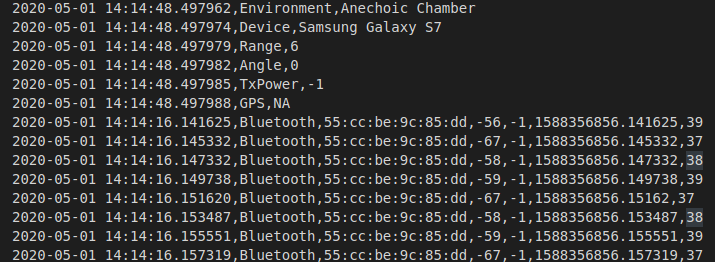 2020-05-01 14:14:48.497962,Environment,Anechoic Chamber
2020-05-01 14:14:48.497974,Device,Samsung Galaxy S7
2020-05-01 14:14:48.497979,Range,6
2020-05-01 14:14:48.497982,Angle,0
2020-05-01 14:14:48.497985,TxPower,-1
2020-05-01 14:14:48.497988,GPS,NA
2020-05-01 14:14:16.141625,Bluetooth,55:cc:be:9c:85:dd,-56,-1,1588356856.141625,39
2020-05-01 14:14:16.145332,Bluetooth,55:cc:be:9c:85:dd,-67,-1,1588356856.145332,37
2020-05-01 14:14:16.147332,Bluetooth,55:cc:be:9c:85:dd,-58,-1,1588356856.147332,38
2020-05-01 14:14:16.149738,Bluetooth,55:cc:be:9c:85:dd,-59,-1,1588356856.149738,39
2020-05-01 14:14:16.151620,Bluetooth,55:cc:be:9c:85:dd,-67,-1,1588356856.15162,37
2020-05-01 14:14:16.153487,Bluetooth,55:cc:be:9c:85:dd,-58,-1,1588356856.153487,38
2020-05-01 14:14:16.155551,Bluetooth,55:cc:be:9c:85:dd,-59,-1,1588356856.155551,39
2020-05-01 14:14:16.157319,Bluetooth,55:cc:be:9c:85:dd,-67,-1,1588356856.157319,37